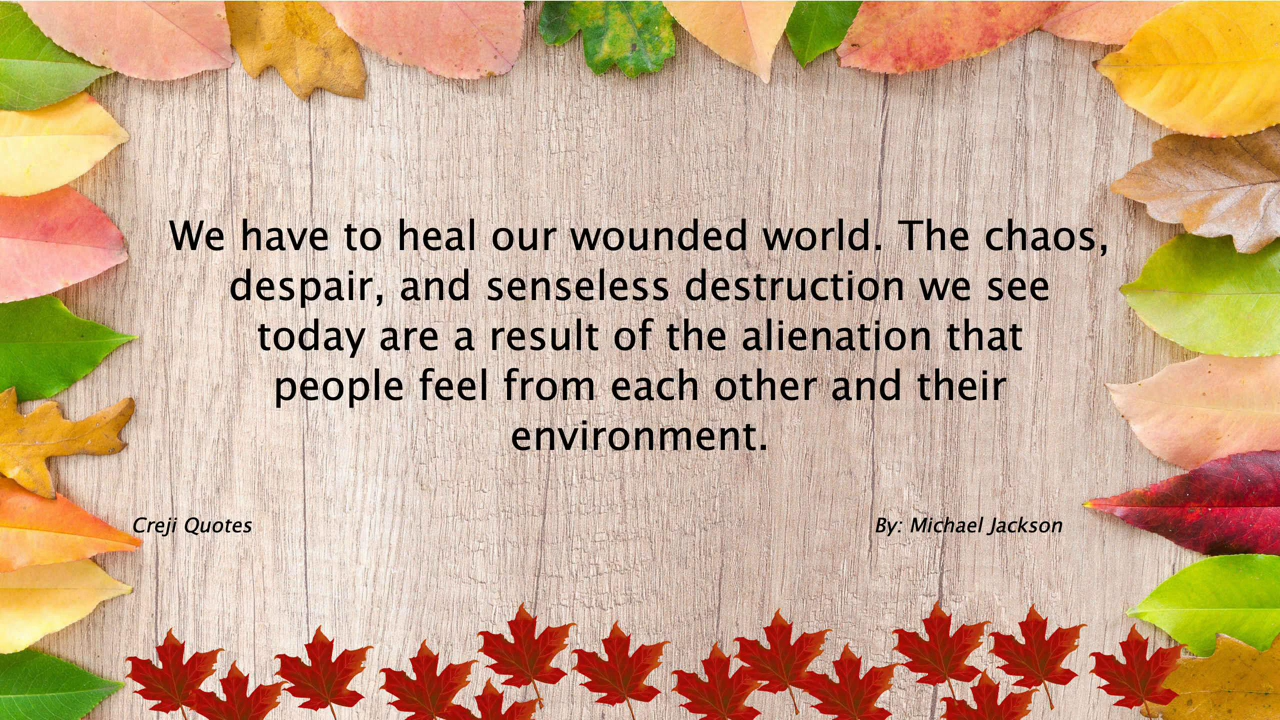 We have to heal our wounded world. The chaos,
despair, and senseless destruction we see
today are a result of the alienation that
people feel from each other and their
environment.
Creji Quotes
By: Michael Jackson